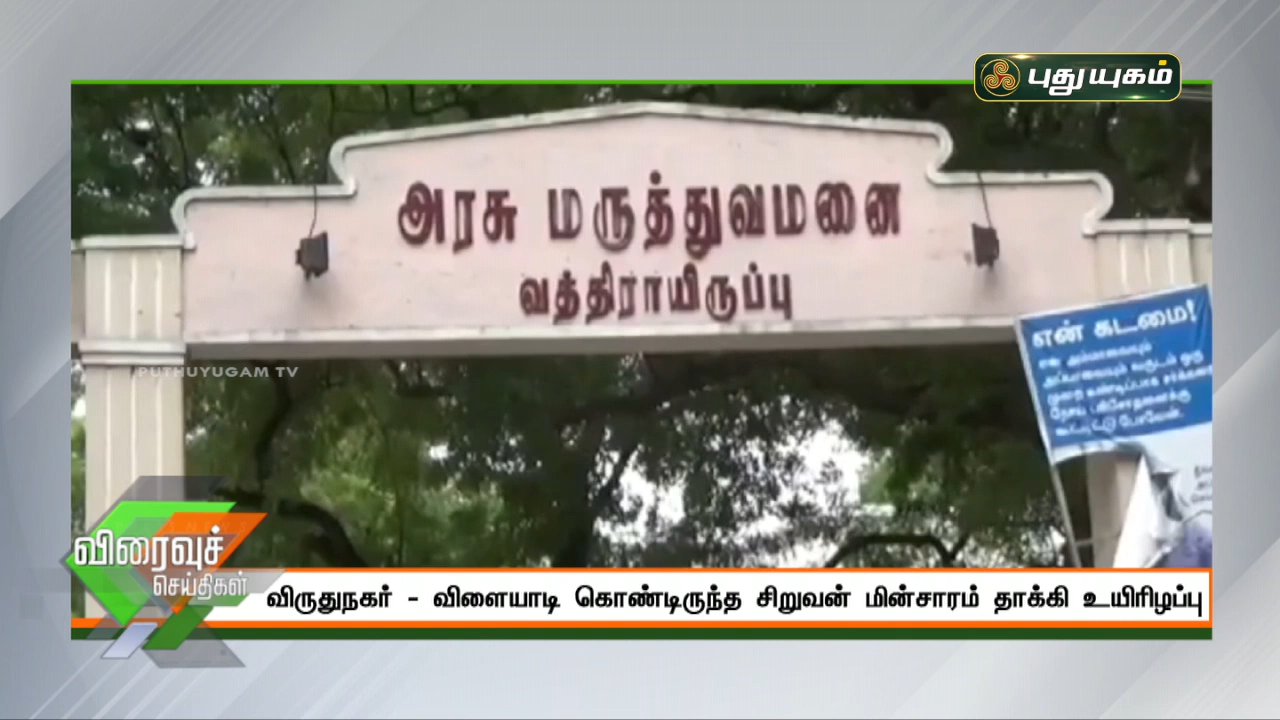 புதுயுகம்
அரசு மருத்துவமனை
வத்திராயிருப்பு
என் கடமை!
PUTHUYUGAM TV
விரைவுச்
செய்திகள்
விருதுநகர் - விளையாடி கொண்டிருந்த சிறுவன் மின்சாரம் தாக்கி உயிரிழப்பு